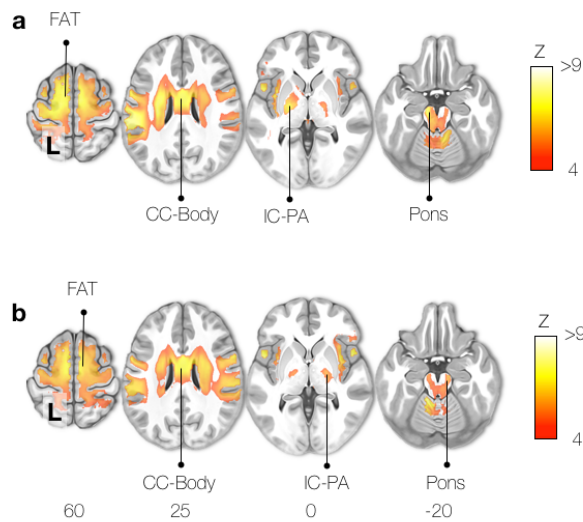 a
FAT
L
CC-Body
IC-PA
Pons
Z
>9
4
b
FAT
L
CC-Body
IC-PA
Pons
Z
>9
4
60
25
0
-20